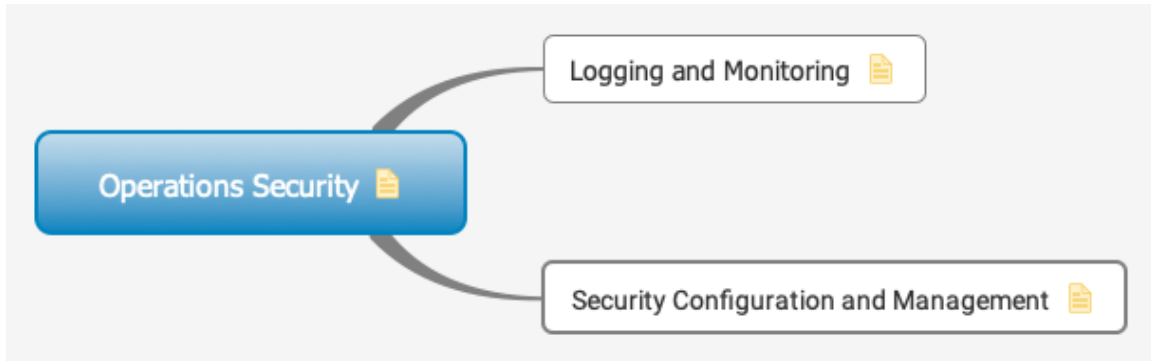 Logging and Monitoring
Operations Security
Security Configuration and Management